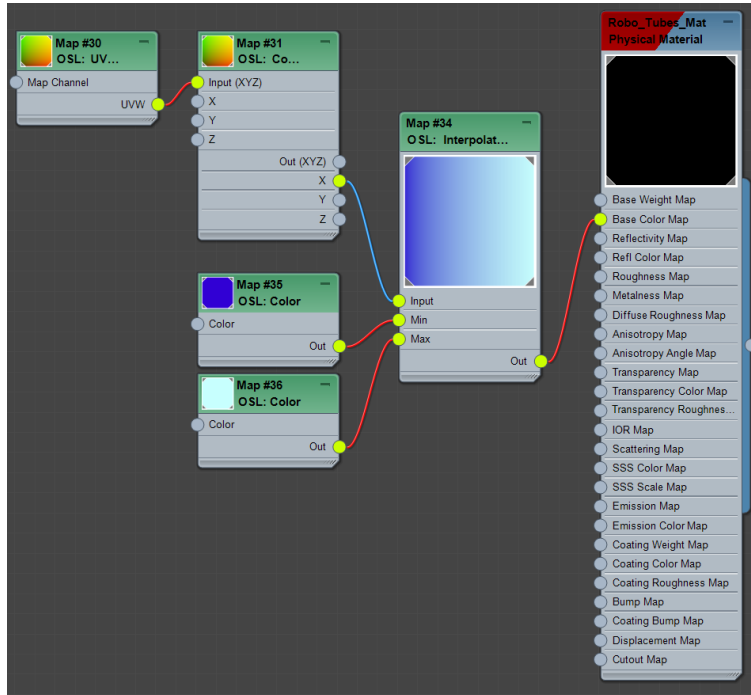 Map #30
OSL: UV...
Map Channel
UVW
Map #31
OSL: Co...
Input (XYZ)
X
Y
Z
Out (XYZ)
X
Y
Z
Map #35
OSL: Color
Color
Out
Map #36
OSL: Color
Color
Out
Map #34
OSL: Interpolat...
Input
Min
Max
Out
Robo_Tubes_Mat
Physical Material
Base Weight Map
Base Color Map
Reflectivity Map
Refl Color Map
Roughness Map
Metalness Map
Diffuse Roughness Map
Anisotropy Map
Anisotropy Angle Map
Transparency Map
Transparency Color Map
Transparency Roughnes...
IOR Map
Scattering Map
SSS Color Map
SSS Scale Map
Emission Map
Emission Color Map
Coating Weight Map
Coating Color Map
Coating Roughness Map
Bump Map
Coating Bump Map
Displacement Map
Cutout Map